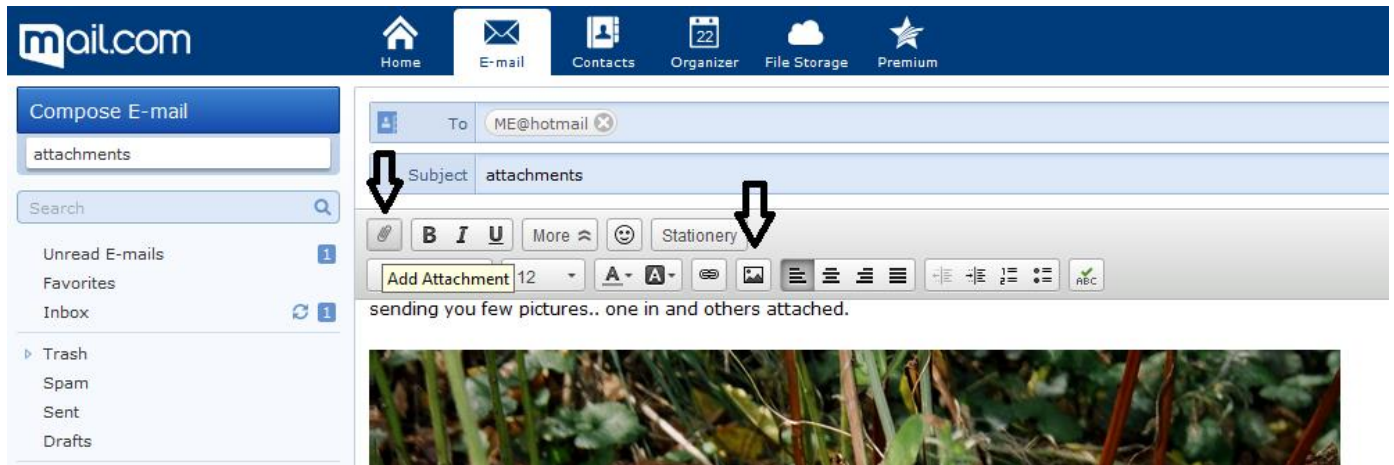 mail.com
Home
E-mail
Contacts
22
Organizer
File Storage
Premium
Compose E-mail
attachments
Search
Unread E-mails 1
Favorites
Inbox 1
Trash
Spam
Sent
Drafts
To ME@hotmail
Subject attachments
B I U More Stationery
Add Attachment 12 A A ABC
sending you few pictures.. one in and others attached.